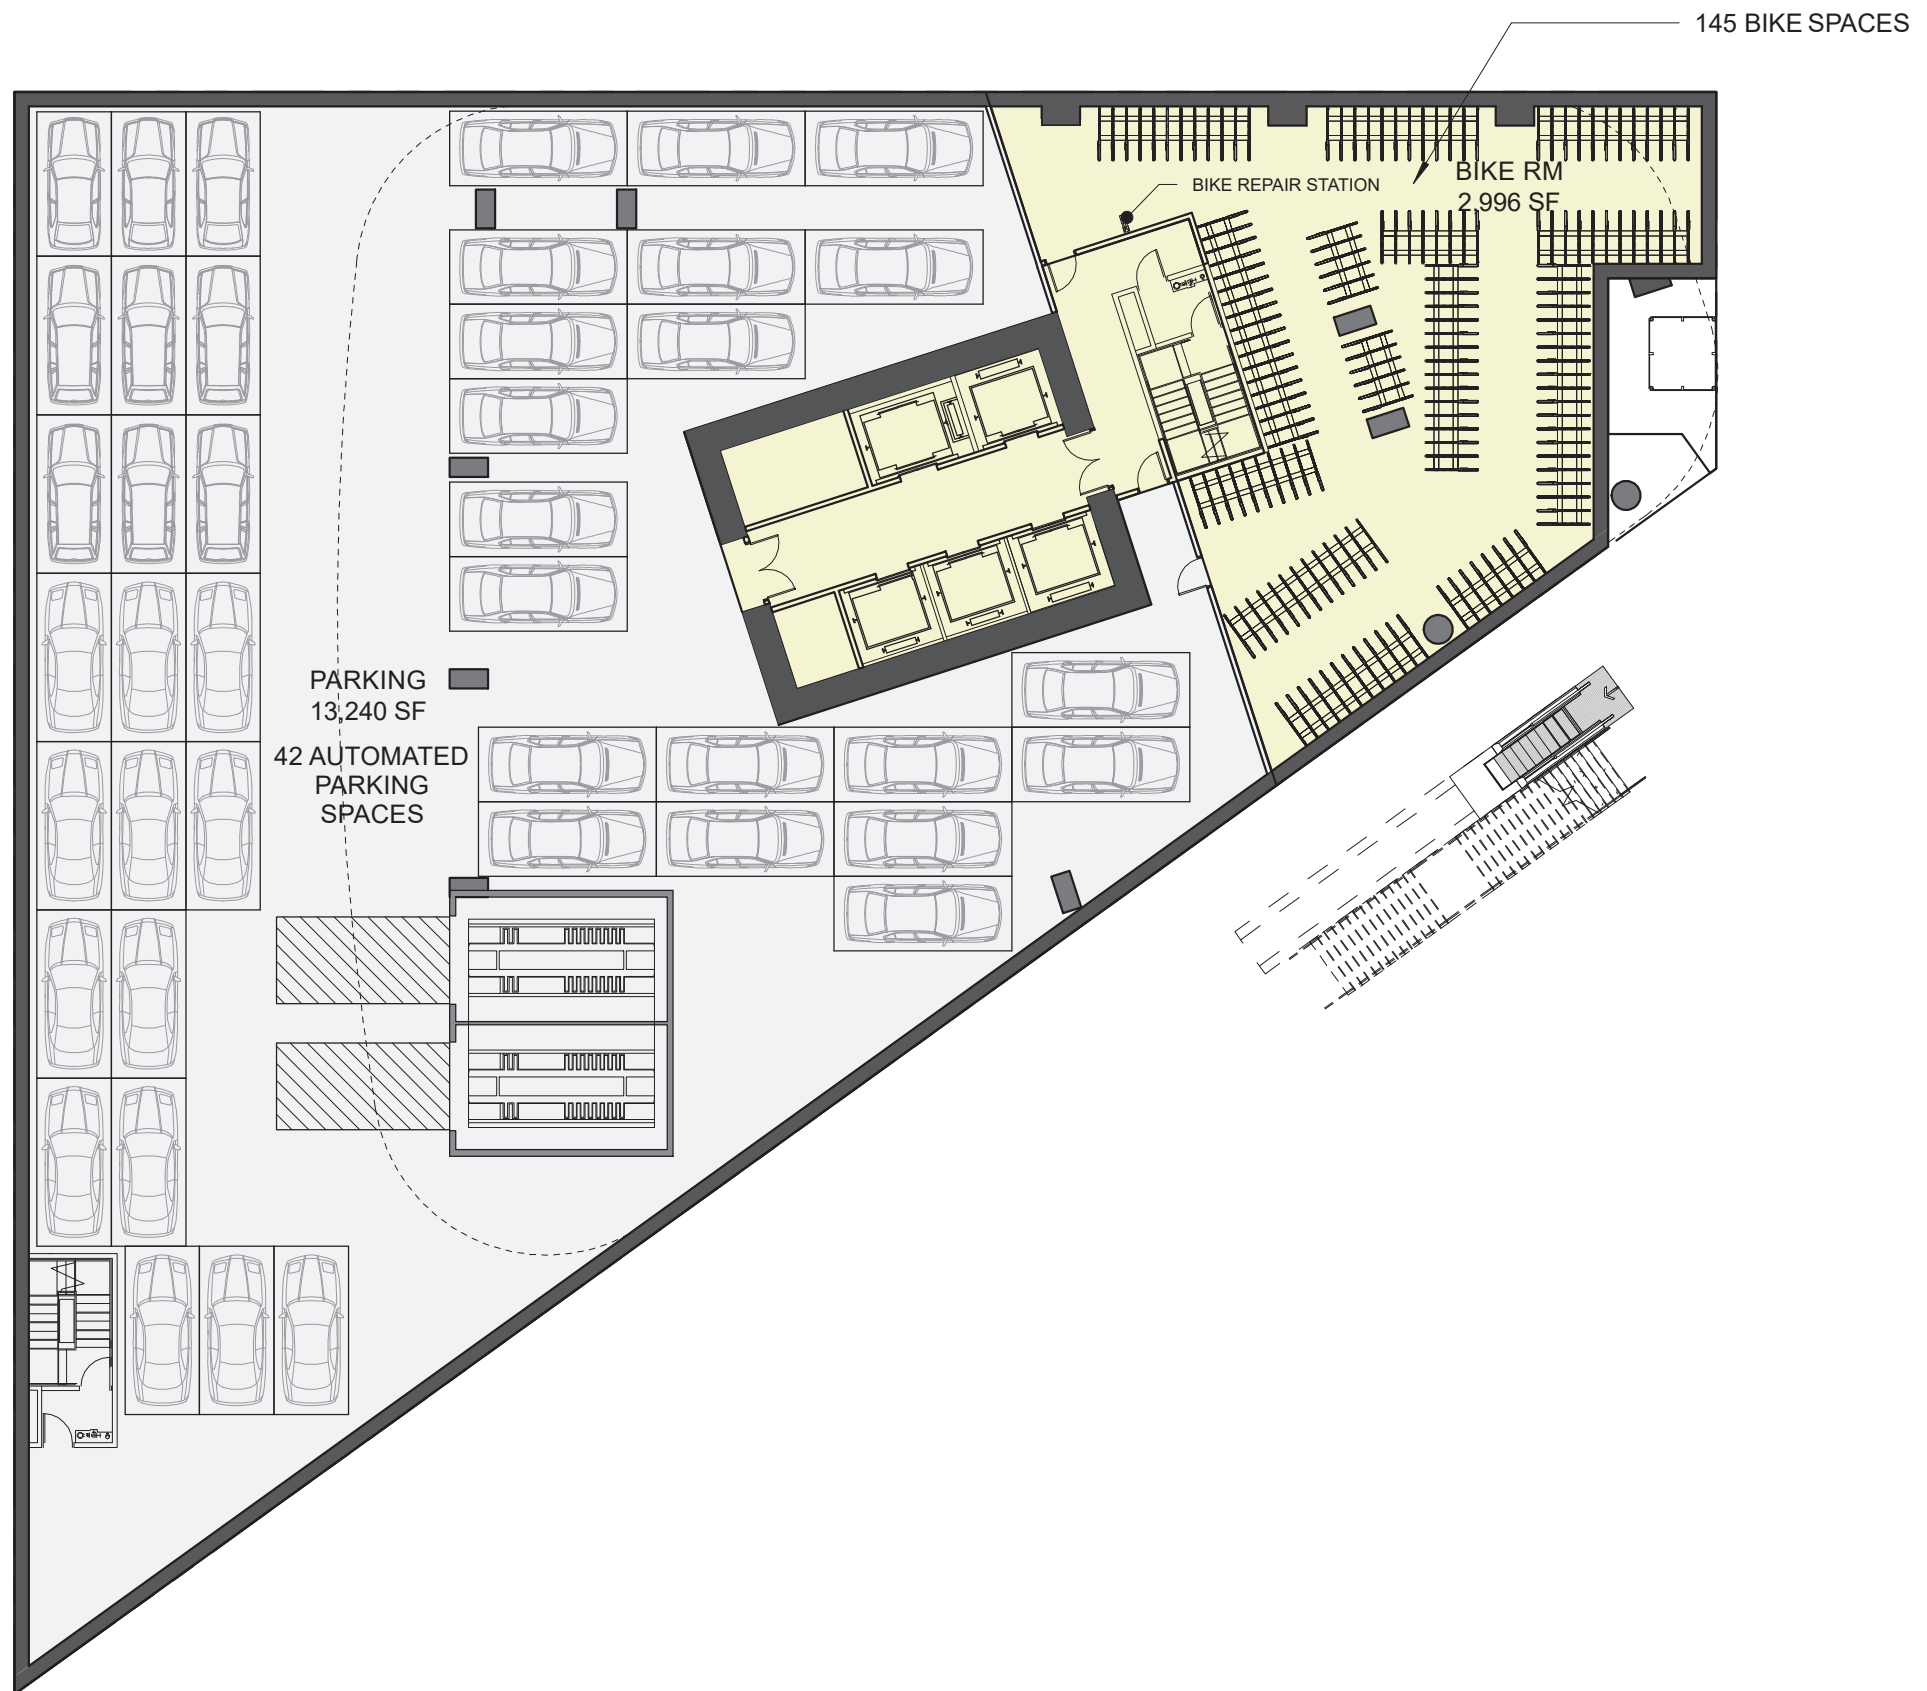 145 BIKE SPACES
BIKE RM
2,996 SF
BIKE REPAIR STATION
PARKING
13,240 SF
42 AUTOMATED
PARKING
SPACES